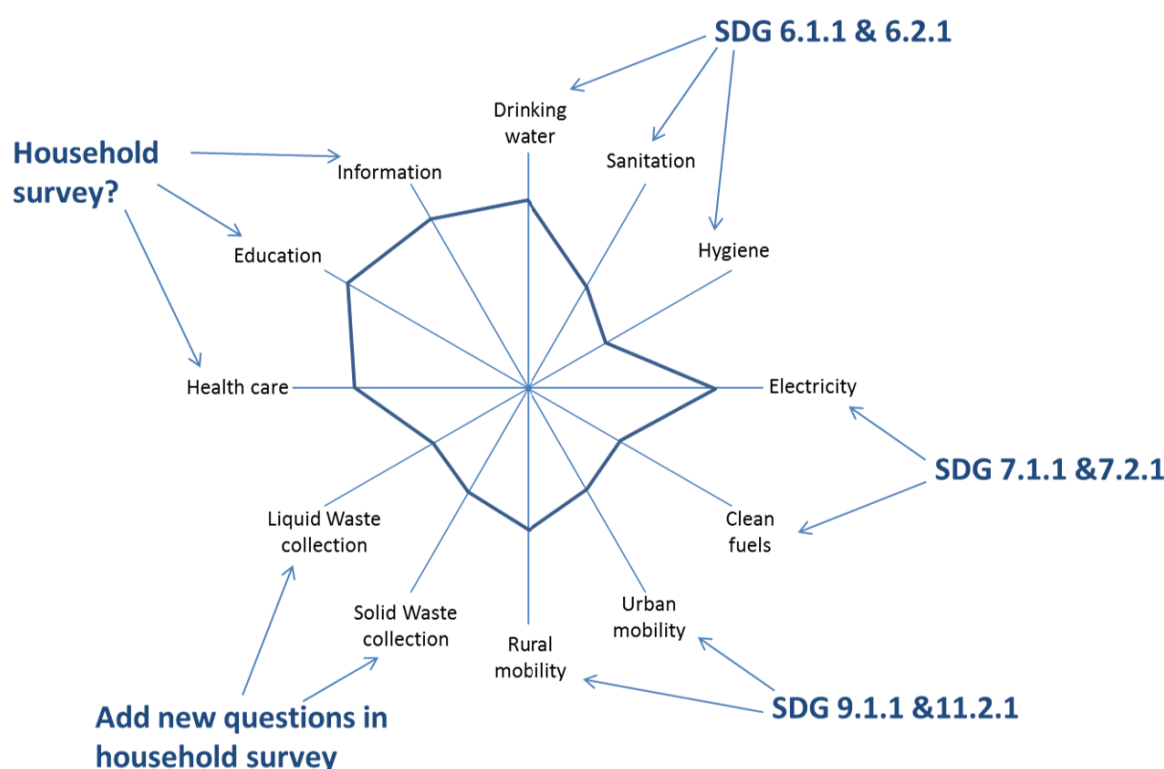 SDG 6.1.1 & 6.2.1
Drinking
water
Sanitation
Household
survey?
Information
Education
Hygiene
Health care
Electricity
SDG 7.1.1 &7.2.1
Liquid Waste
collection
Clean
fuels
Solid Waste
collection
Urban
mobility
Rural
mobility
SDG 9.1.1 &11.2.1
Add new questions in
household survey